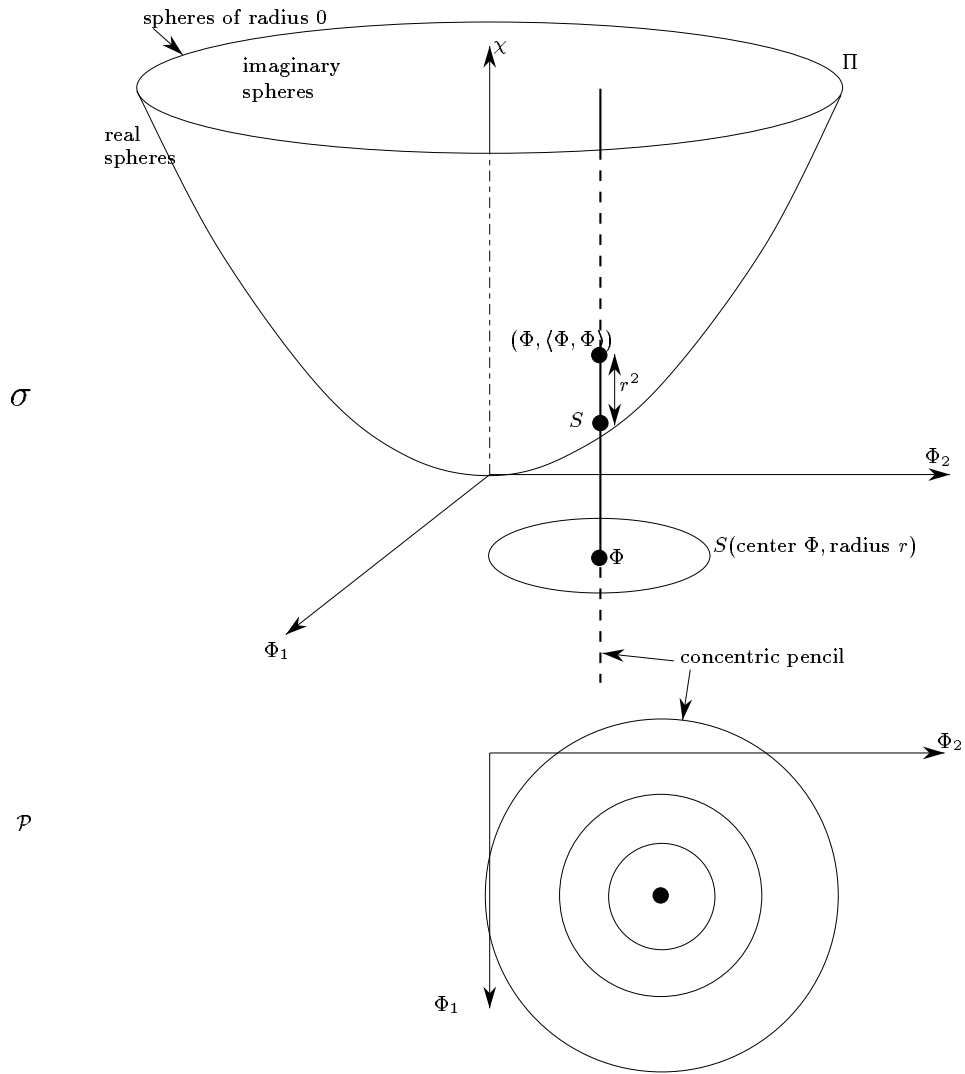 spheres of radius 0
χ
imaginary
spheres
Π
real
spheres
(Φ, ⟨Φ, Φ⟩)
r²
σ
S
Φ₂
S(center Φ, radius r)
Φ
Φ₁
concentric pencil
Φ₂
𝒫
Φ₁